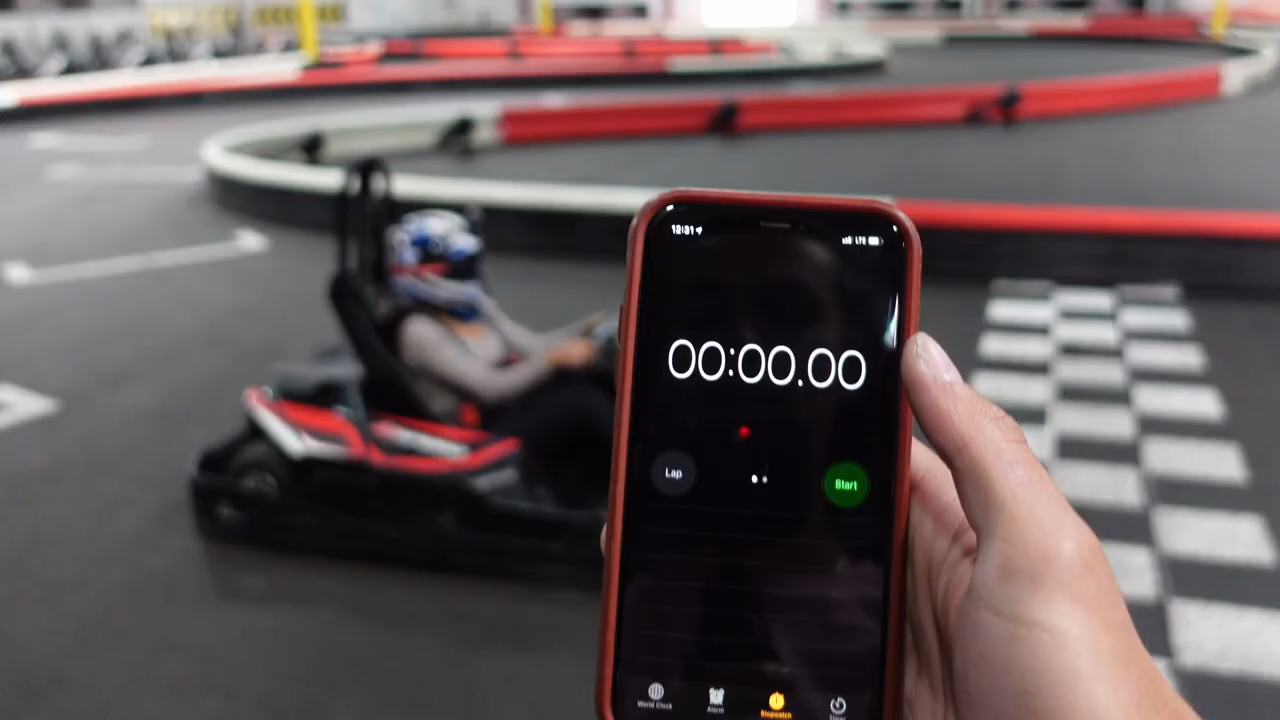 12:31
LTE
00:00.00
Lap
Start
World Clock
Alarm
Stopwatch
Timer